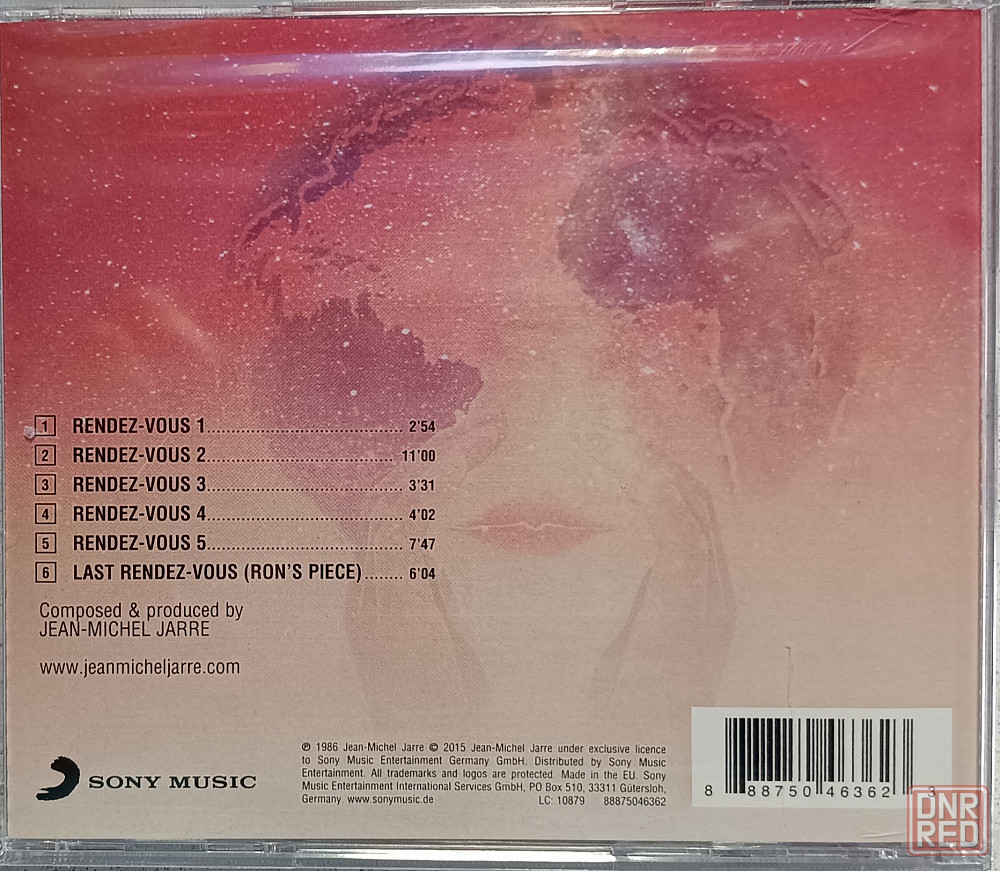 1 RENDEZ-VOUS 1........................................ 2'54
2 RENDEZ-VOUS 2...................................... 11'00
3 RENDEZ-VOUS 3........................................ 3'31
4 RENDEZ-VOUS 4........................................ 4'02
5 RENDEZ-VOUS 5........................................ 7'47
6 LAST RENDEZ-VOUS (RON'S PIECE)........ 6'04
Composed & produced by
JEAN-MICHEL JARRE
www.jeanmicheljarre.com
SONY MUSIC
℗ 1986 Jean-Michel Jarre © 2015 Jean-Michel Jarre under exclusive licence
to Sony Music Entertainment Germany GmbH. Distributed by Sony Music
Entertainment. All trademarks and logos are protected. Made in the EU. Sony
Music Entertainment International Services GmbH, PO Box 510, 33311 Gütersloh,
Germany. www.sonymusic.de LC: 10879 88875046362
8 88750 46362 3
DNR
RED